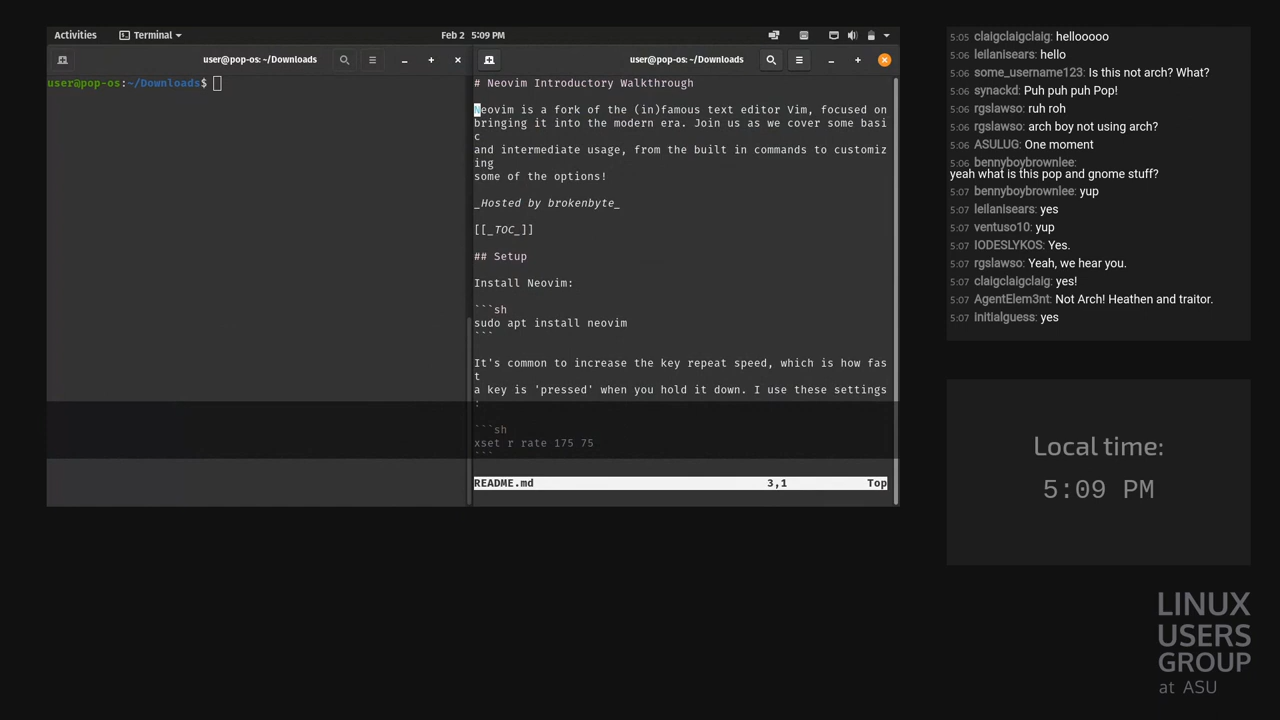 Activities
Terminal
Feb 2 5:09 PM
user@pop-os: ~/Downloads
user@pop-os:~/Downloads$
user@pop-os: ~/Downloads
# Neovim Introductory Walkthrough
Neovim is a fork of the (in)famous text editor Vim, focused on
bringing it into the modern era. Join us as we cover some basi
c
and intermediate usage, from the built in commands to customiz
ing
some of the options!
_Hosted by brokenbyte_
[[_TOC_]]
## Setup
Install Neovim:
```sh
sudo apt install neovim
```
It's common to increase the key repeat speed, which is how fas
t
a key is 'pressed' when you hold it down. I use these settings
:
```sh
xset r rate 175 75
```
README.md 3,1 Top
5:05 claigclaigclaig: hellooooo
5:06 leilanisears: hello
5:06 some_username123: Is this not arch? What?
5:06 synackd: Puh puh puh Pop!
5:06 rgslawso: ruh roh
5:06 rgslawso: arch boy not using arch?
5:06 ASULUG: One moment
5:06 bennyboybrownlee:
yeah what is this pop and gnome stuff?
5:07 bennyboybrownlee: yup
5:07 leilanisears: yes
5:07 ventuso10: yup
5:07 IODESLYKOS: Yes.
5:07 rgslawso: Yeah, we hear you.
5:07 claigclaigclaig: yes!
5:07 AgentElem3nt: Not Arch! Heathen and traitor.
5:07 initialguess: yes
Local time:
5:09 PM
LINUX
USERS
GROUP
at ASU